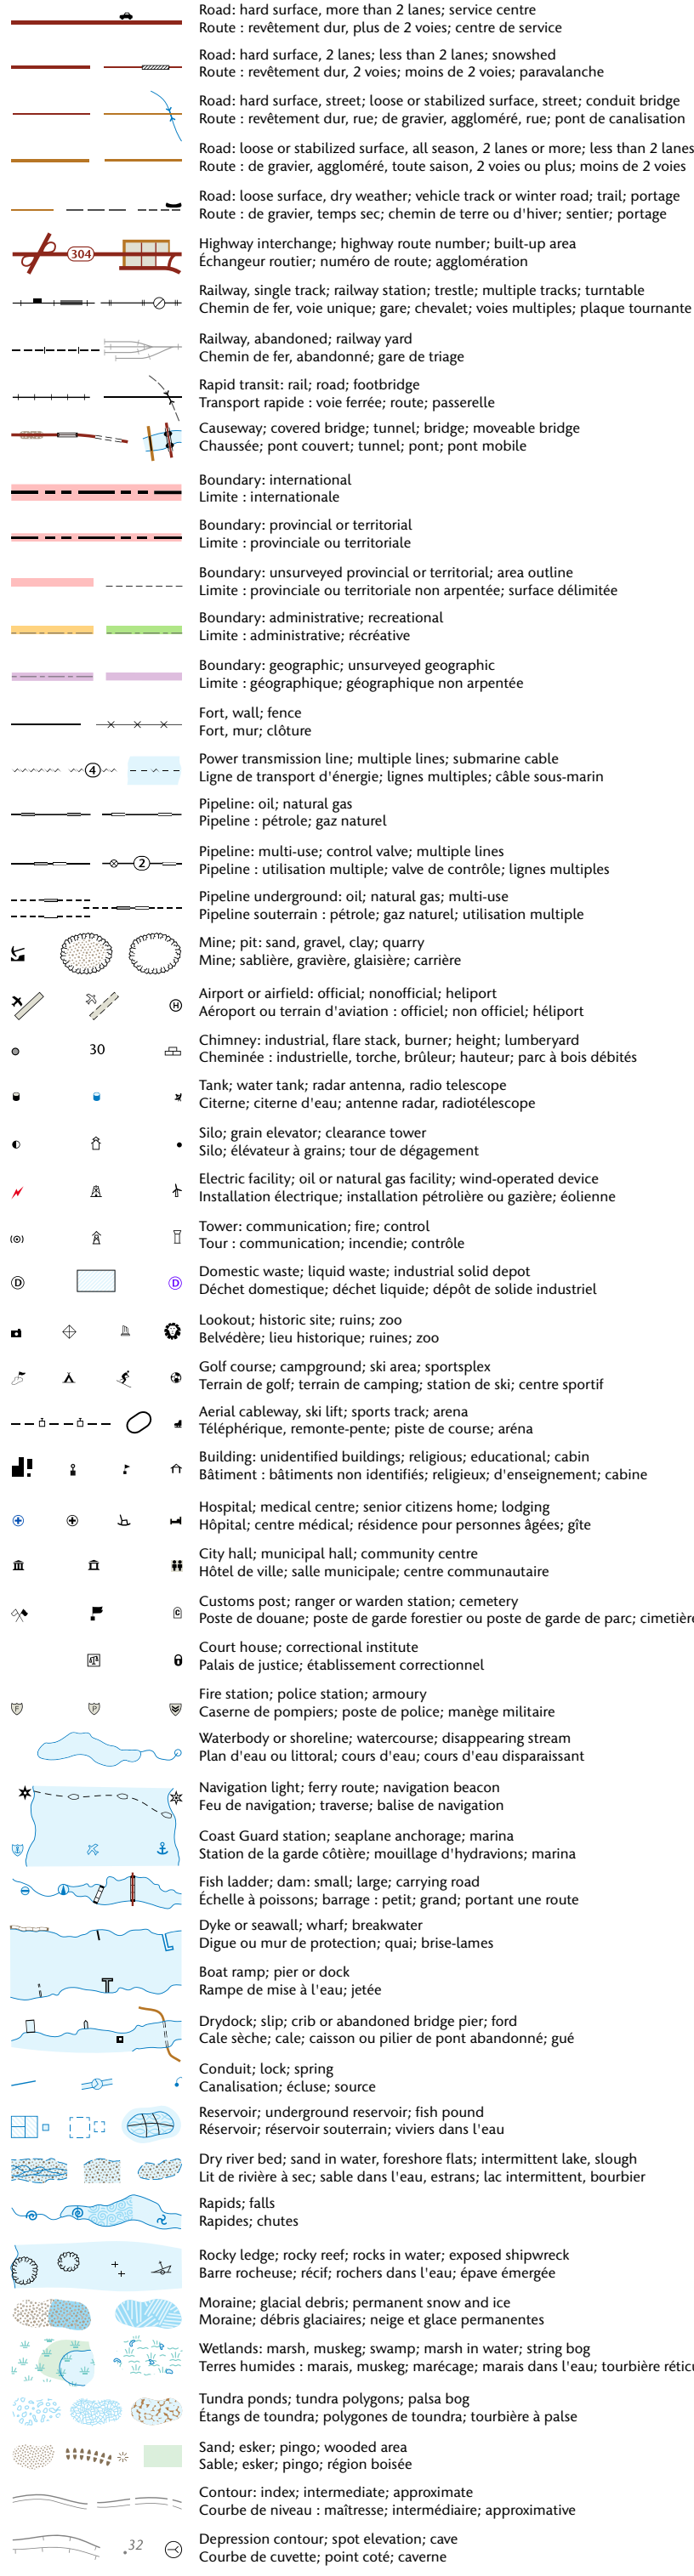 Road: hard surface, more than 2 lanes; service centre
Route : revêtement dur, plus de 2 voies; centre de service
Road: hard surface, 2 lanes; less than 2 lanes; snowshed
Route : revêtement dur, 2 voies; moins de 2 voies; paravalanche
Road: hard surface, street; loose or stabilized surface, street; conduit bridge
Route : revêtement dur, rue; de gravier, aggloméré, rue; pont de canalisation
Road: loose or stabilized surface, all season, 2 lanes or more; less than 2 lanes
Route : de gravier, aggloméré, toute saison, 2 voies ou plus; moins de 2 voies
Road: loose surface, dry weather; vehicle track or winter road; trail; portage
Route : de gravier, temps sec; chemin de terre ou d'hiver; sentier; portage
304
Highway interchange; highway route number; built-up area
Échangeur routier; numéro de route; agglomération
Railway, single track; railway station; trestle; multiple tracks; turntable
Chemin de fer, voie unique; gare; chevalet; voies multiples; plaque tournante
Railway, abandoned; railway yard
Chemin de fer, abandonné; gare de triage
Rapid transit: rail; road; footbridge
Transport rapide : voie ferrée; route; passerelle
Causeway; covered bridge; tunnel; bridge; moveable bridge
Chaussée; pont couvert; tunnel; pont; pont mobile
Boundary: international
Limite : internationale
Boundary: provincial or territorial
Limite : provinciale ou territoriale
Boundary: unsurveyed provincial or territorial; area outline
Limite : provinciale ou territoriale non arpentée; surface délimitée
Boundary: administrative; recreational
Limite : administrative; récréative
Boundary: geographic; unsurveyed geographic
Limite : géographique; géographique non arpentée
Fort, wall; fence
Fort, mur; clôture
4
Power transmission line; multiple lines; submarine cable
Ligne de transport d'énergie; lignes multiples; câble sous-marin
Pipeline: oil; natural gas
Pipeline : pétrole; gaz naturel
2
Pipeline: multi-use; control valve; multiple lines
Pipeline : utilisation multiple; valve de contrôle; lignes multiples
Pipeline underground: oil; natural gas; multi-use
Pipeline souterrain : pétrole; gaz naturel; utilisation multiple
Mine; pit: sand, gravel, clay; quarry
Mine; sablière, gravière, glaisière; carrière
H
Airport or airfield: official; nonofficial; heliport
Aéroport ou terrain d'aviation : officiel; non officiel; héliport
30
Chimney: industrial, flare stack, burner; height; lumberyard
Cheminée : industrielle, torche, brûleur; hauteur; parc à bois débités
Tank; water tank; radar antenna, radio telescope
Citerne; citerne d'eau; antenne radar, radiotélescope
Silo; grain elevator; clearance tower
Silo; élévateur à grains; tour de dégagement
Electric facility; oil or natural gas facility; wind-operated device
Installation électrique; installation pétrolière ou gazière; éolienne
Tower: communication; fire; control
Tour : communication; incendie; contrôle
D D
Domestic waste; liquid waste; industrial solid depot
Déchet domestique; déchet liquide; dépôt de solide industriel
Lookout; historic site; ruins; zoo
Belvédère; lieu historique; ruines; zoo
Golf course; campground; ski area; sportsplex
Terrain de golf; terrain de camping; station de ski; centre sportif
Aerial cableway, ski lift; sports track; arena
Téléphérique, remonte-pente; piste de course; aréna
Building: unidentified buildings; religious; educational; cabin
Bâtiment : bâtiments non identifiés; religieux; d'enseignement; cabine
Hospital; medical centre; senior citizens home; lodging
Hôpital; centre médical; résidence pour personnes âgées; gîte
City hall; municipal hall; community centre
Hôtel de ville; salle municipale; centre communautaire
C
Customs post; ranger or warden station; cemetery
Poste de douane; poste de garde forestier ou poste de garde de parc; cimetière
Court house; correctional institute
Palais de justice; établissement correctionnel
F P
Fire station; police station; armoury
Caserne de pompiers; poste de police; manège militaire
Waterbody or shoreline; watercourse; disappearing stream
Plan d'eau ou littoral; cours d'eau; cours d'eau disparaissant
Navigation light; ferry route; navigation beacon
Feu de navigation; traverse; balise de navigation
Coast Guard station; seaplane anchorage; marina
Station de la garde côtière; mouillage d'hydravions; marina
Fish ladder; dam: small; large; carrying road
Échelle à poissons; barrage : petit; grand; portant une route
Dyke or seawall; wharf; breakwater
Digue ou mur de protection; quai; brise-lames
Boat ramp; pier or dock
Rampe de mise à l'eau; jetée
Drydock; slip; crib or abandoned bridge pier; ford
Cale sèche; cale; caisson ou pilier de pont abandonné; gué
Conduit; lock; spring
Canalisation; écluse; source
Reservoir; underground reservoir; fish pound
Réservoir; réservoir souterrain; viviers dans l'eau
Dry river bed; sand in water, foreshore flats; intermittent lake, slough
Lit de rivière à sec; sable dans l'eau, estrans; lac intermittent, bourbier
Rapids; falls
Rapides; chutes
Rocky ledge; rocky reef; rocks in water; exposed shipwreck
Barre rocheuse; récif; rochers dans l'eau; épave émergée
Moraine; glacial debris; permanent snow and ice
Moraine; débris glaciaires; neige et glace permanentes
Wetlands: marsh, muskeg; swamp; marsh in water; string bog
Terres humides : marais, muskeg; marécage; marais dans l'eau; tourbière réticu
Tundra ponds; tundra polygons; palsa bog
Étangs de toundra; polygones de toundra; tourbière à palse
Sand; esker; pingo; wooded area
Sable; esker; pingo; région boisée
Contour: index; intermediate; approximate
Courbe de niveau : maîtresse; intermédiaire; approximative
.32
Depression contour; spot elevation; cave
Courbe de cuvette; point coté; caverne